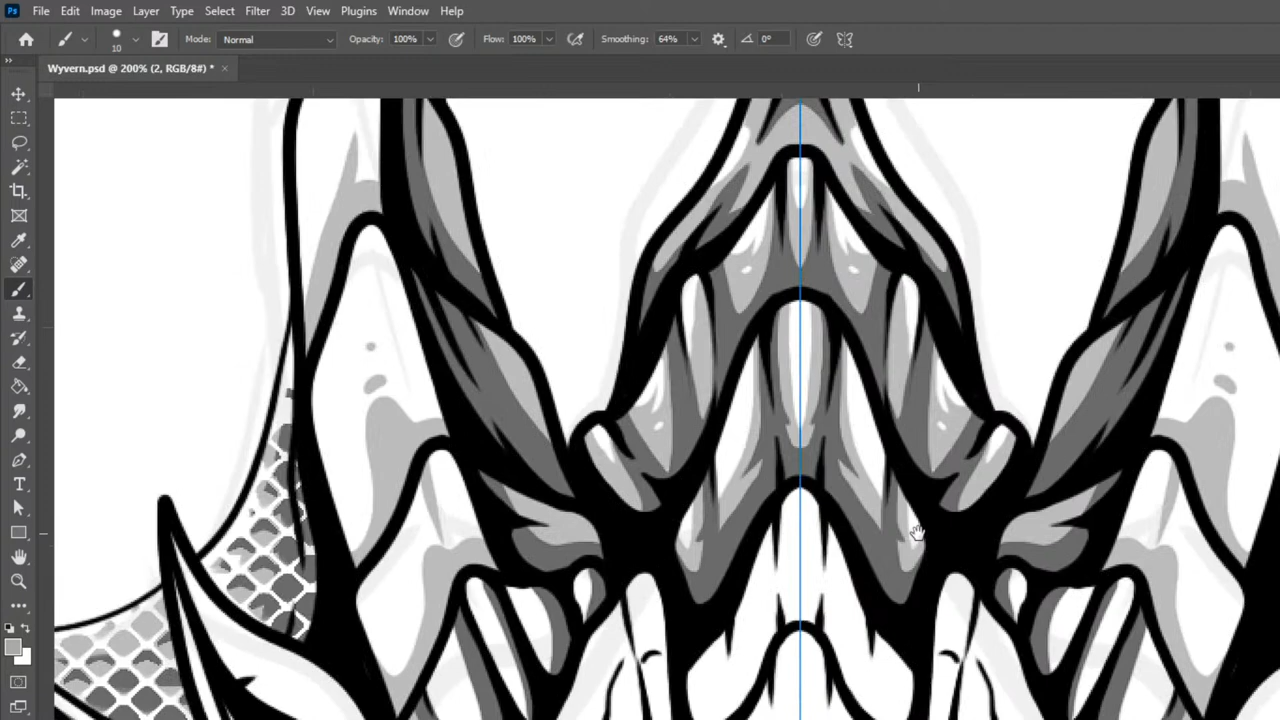 Ps File Edit Image Layer Type Select Filter 3D View Plugins Window Help
10 Mode: Normal Opacity: 100% Flow: 100% Smoothing: 64% 0°
Wyvern.psd @ 200% (2, RGB/8#) * ×